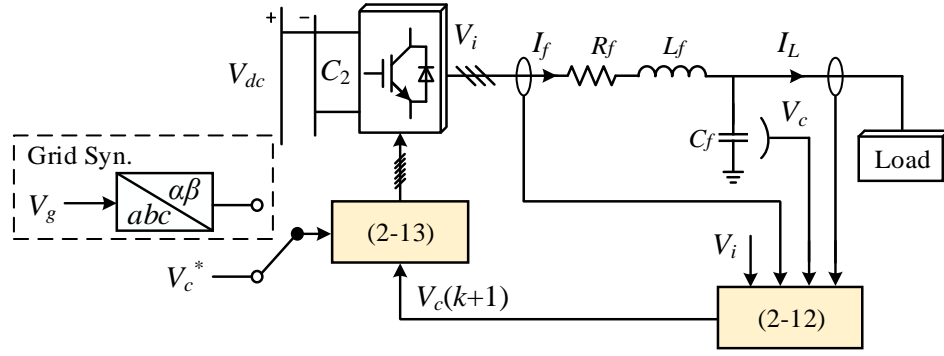 + −
V_i
I_f
R_f
L_f
I_L
V_dc
C_2
C_f
V_c
Load
Grid Syn.
V_g
αβ
abc
(2-13)
V_c^*
V_i
V_c(k+1)
(2-12)